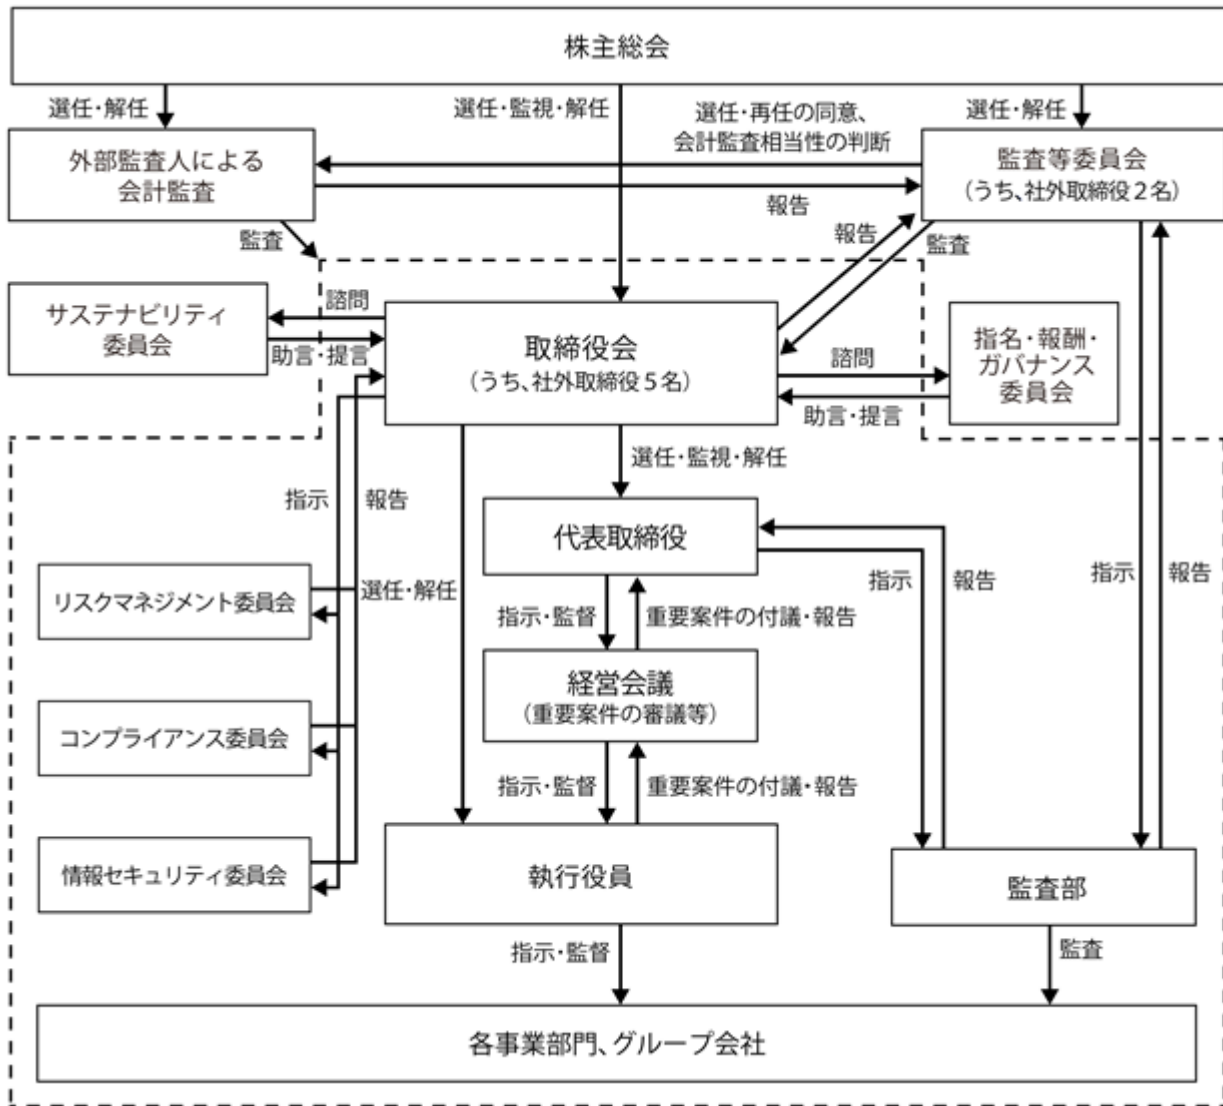 株主総会
選任・解任
選任・監視・解任
選任・再任の同意、
会計監査相当性の判断
選任・解任
外部監査人による
会計監査
監査等委員会
（うち、社外取締役２名）
報告
監査
報告
監査
サステナビリティ
委員会
諮問
助言・提言
取締役会
（うち、社外取締役５名）
諮問
助言・提言
指名・報酬・
ガバナンス
委員会
選任・監視・解任
指示
報告
代表取締役
指示
報告
指示
報告
リスクマネジメント委員会
選任・解任
指示・監督
重要案件の付議・報告
経営会議
（重要案件の審議等）
コンプライアンス委員会
指示・監督
重要案件の付議・報告
情報セキュリティ委員会
執行役員
監査部
指示・監督
監査
各事業部門、グループ会社